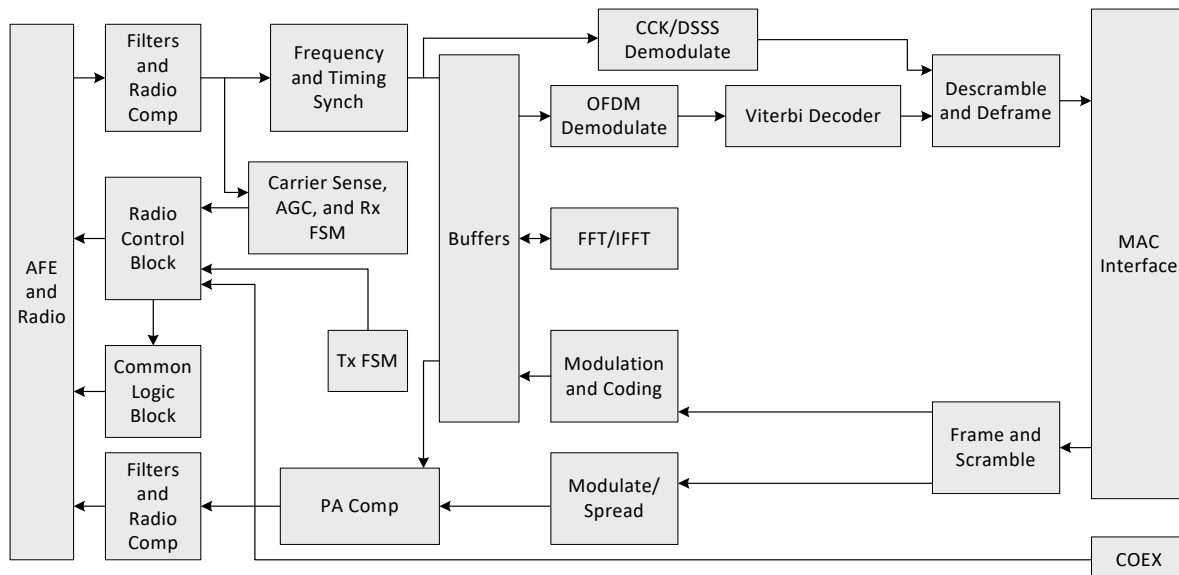 AFE
and
Radio
Filters
and
Radio
Comp
Frequency
and Timing
Synch
CCK/DSSS
Demodulate
OFDM
Demodulate
Viterbi Decoder
Descramble
and Deframe
MAC
Interface
Carrier Sense,
AGC, and Rx
FSM
Radio
Control
Block
Buffers
FFT/IFFT
Tx FSM
Common
Logic
Block
Modulation
and Coding
Frame and
Scramble
Filters
and
Radio
Comp
PA Comp
Modulate/
Spread
COEX